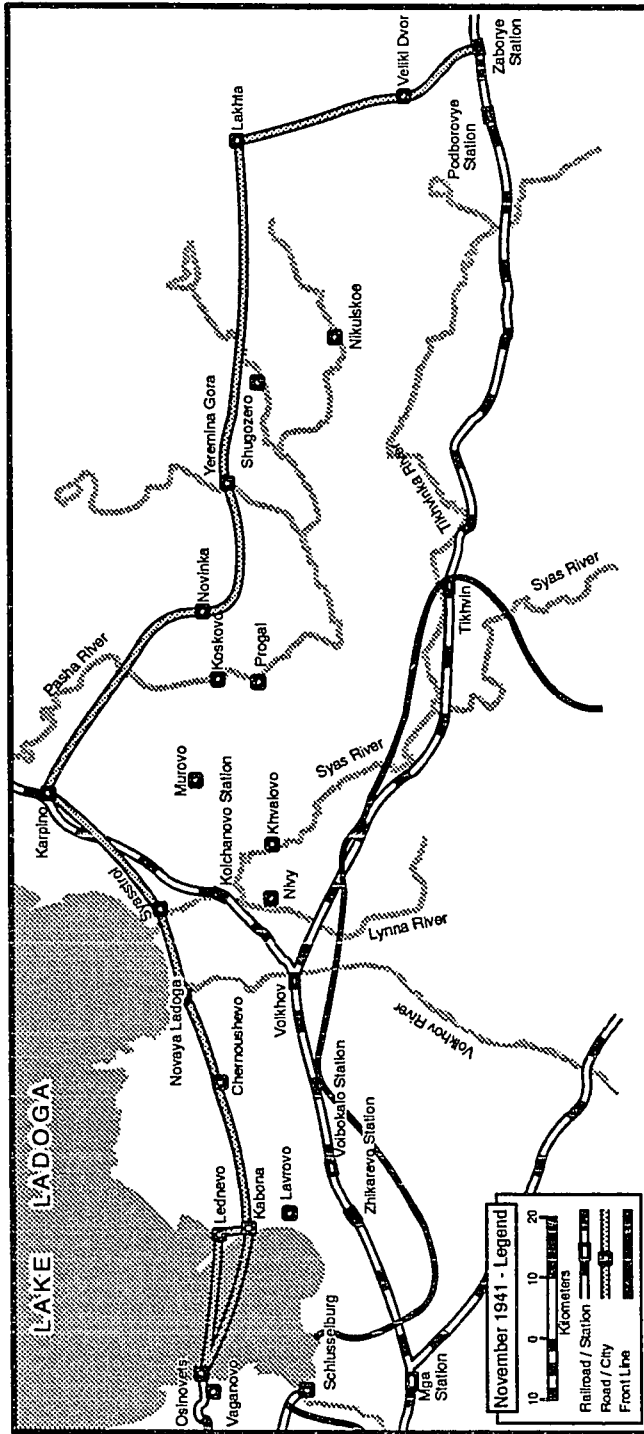 LAKE LADOGA
Osinovets
Vaganovo
Lednevo
Kabona
Lavrovo
Schlusselburg
Mga
Station
Zhikarevo Station
Voibokalo Station
Chernoushevo
Novaya Ladoga
Volkhov
Volkhov River
Syasstroi
Karpino
Kolchanovo Station
Nivy
Lynna River
Khvalovo
Murovo
Syas River
Pasha River
Koskovo
Progal
Novinka
Tikhvin
Syas River
Tikhvinka River
Yeremina Gora
Shugozero
Nikulskoe
Lakhta
Podborovye
Station
Velikl Dvor
Zaborye
Station
November 1941 - Legend
10 0 10 20
Kilometers
Railroad / Station
Road / City
Front Line